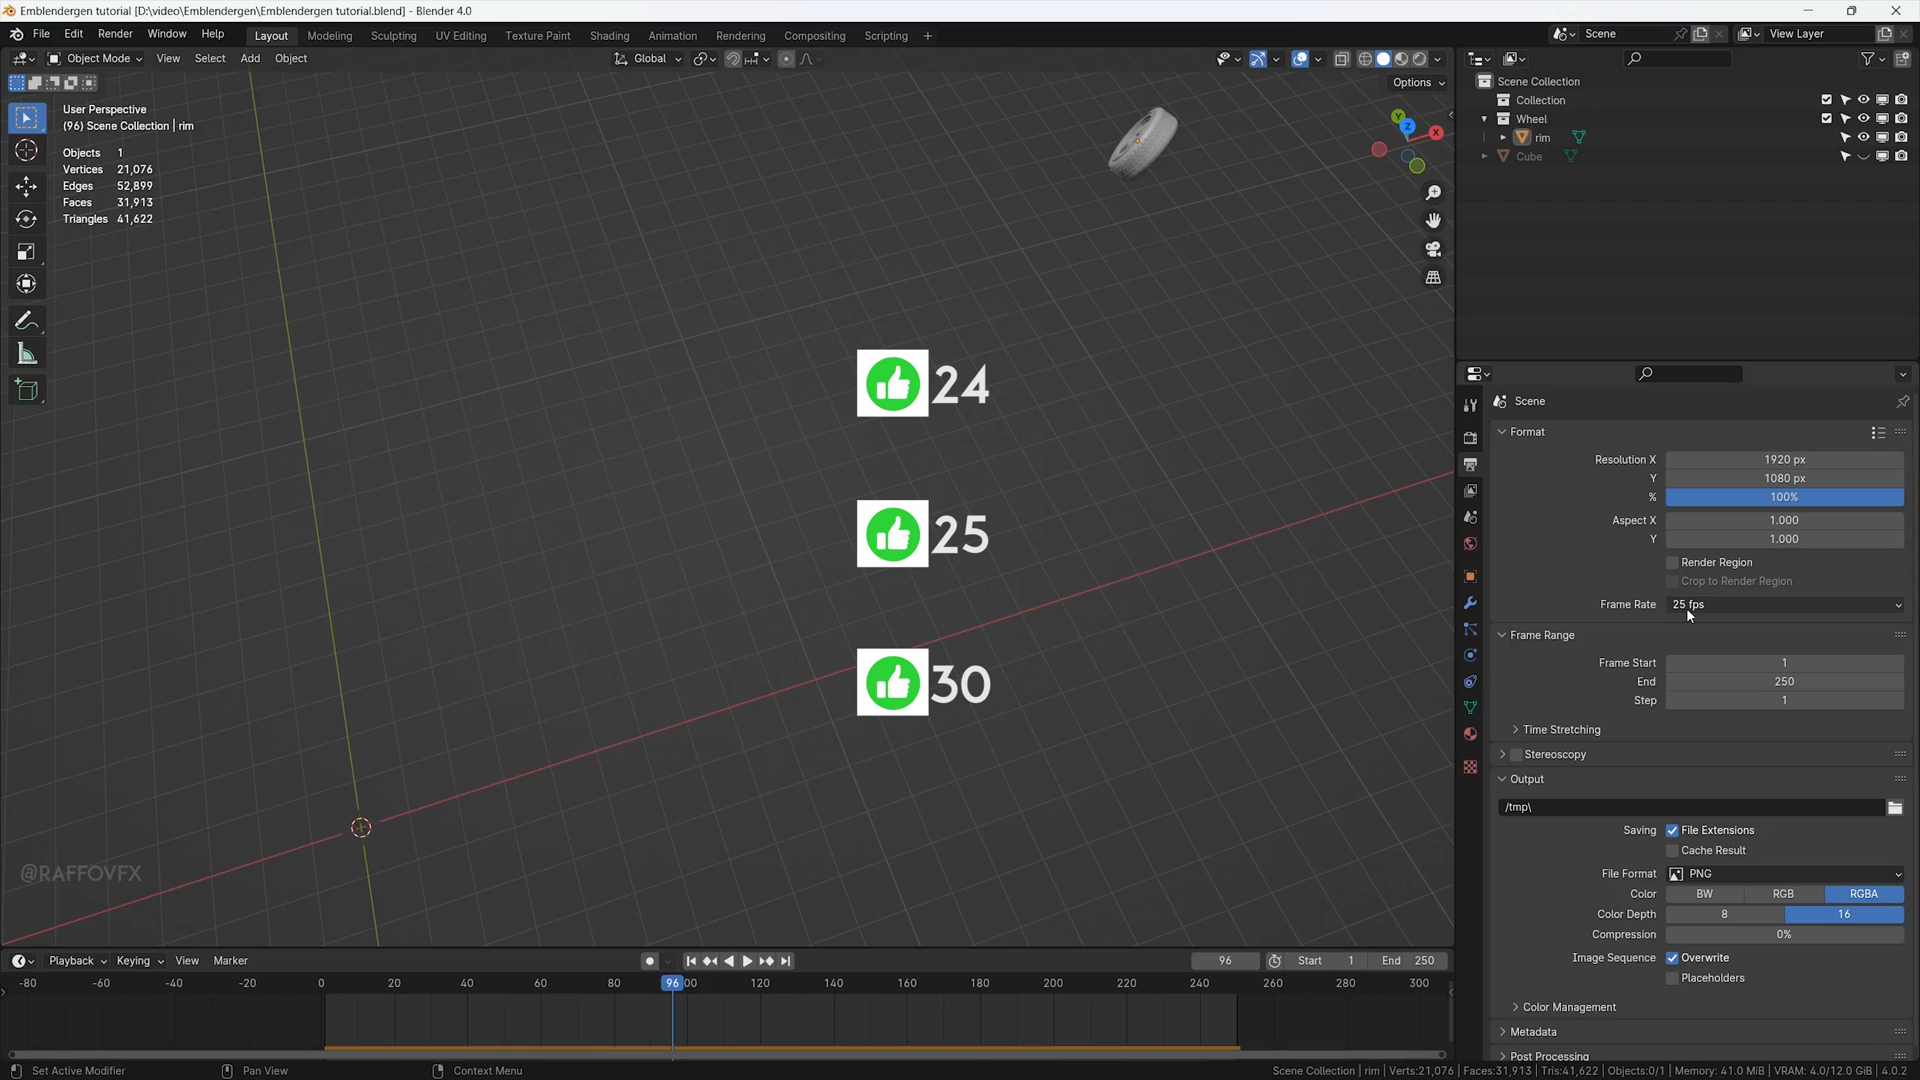 Emblendergen tutorial [D:\video\Emblendergen\Emblendergen tutorial.blend] - Blender 4.0
File Edit Render Window Help Layout Modeling Sculpting UV Editing Texture Paint Shading Animation Rendering Compositing Scripting + Scene View Layer
Object Mode View Select Add Object Global
Options
User Perspective
(96) Scene Collection | rim
Objects 1
Vertices 21,076
Edges 52,899
Faces 31,913
Triangles 41,622
Y
Z
X
24
25
30
@RAFFOVFX
Scene Collection
Collection
Wheel
rim
Cube
Scene
Format
Resolution X 1920 px
Y 1080 px
% 100%
Aspect X 1.000
Y 1.000
Render Region
Crop to Render Region
Frame Rate 25 fps
Frame Range
Frame Start 1
End 250
Step 1
Time Stretching
Stereoscopy
Output
/tmp\
Saving File Extensions
Cache Result
File Format PNG
Color BW RGB RGBA
Color Depth 8 16
Compression 0%
Image Sequence Overwrite
Placeholders
Color Management
Metadata
Post Processing
Playback Keying View Marker 96 Start 1 End 250
-80 -60 -40 -20 0 20 40 60 80 96 00 120 140 160 180 200 220 240 260 280 300
Set Active Modifier Pan View Context Menu Scene Collection | rim | Verts:21,076 | Faces:31,913 | Tris:41,622 | Objects:0/1 | Memory: 41.0 MiB | VRAM: 4.0/12.0 GiB | 4.0.2